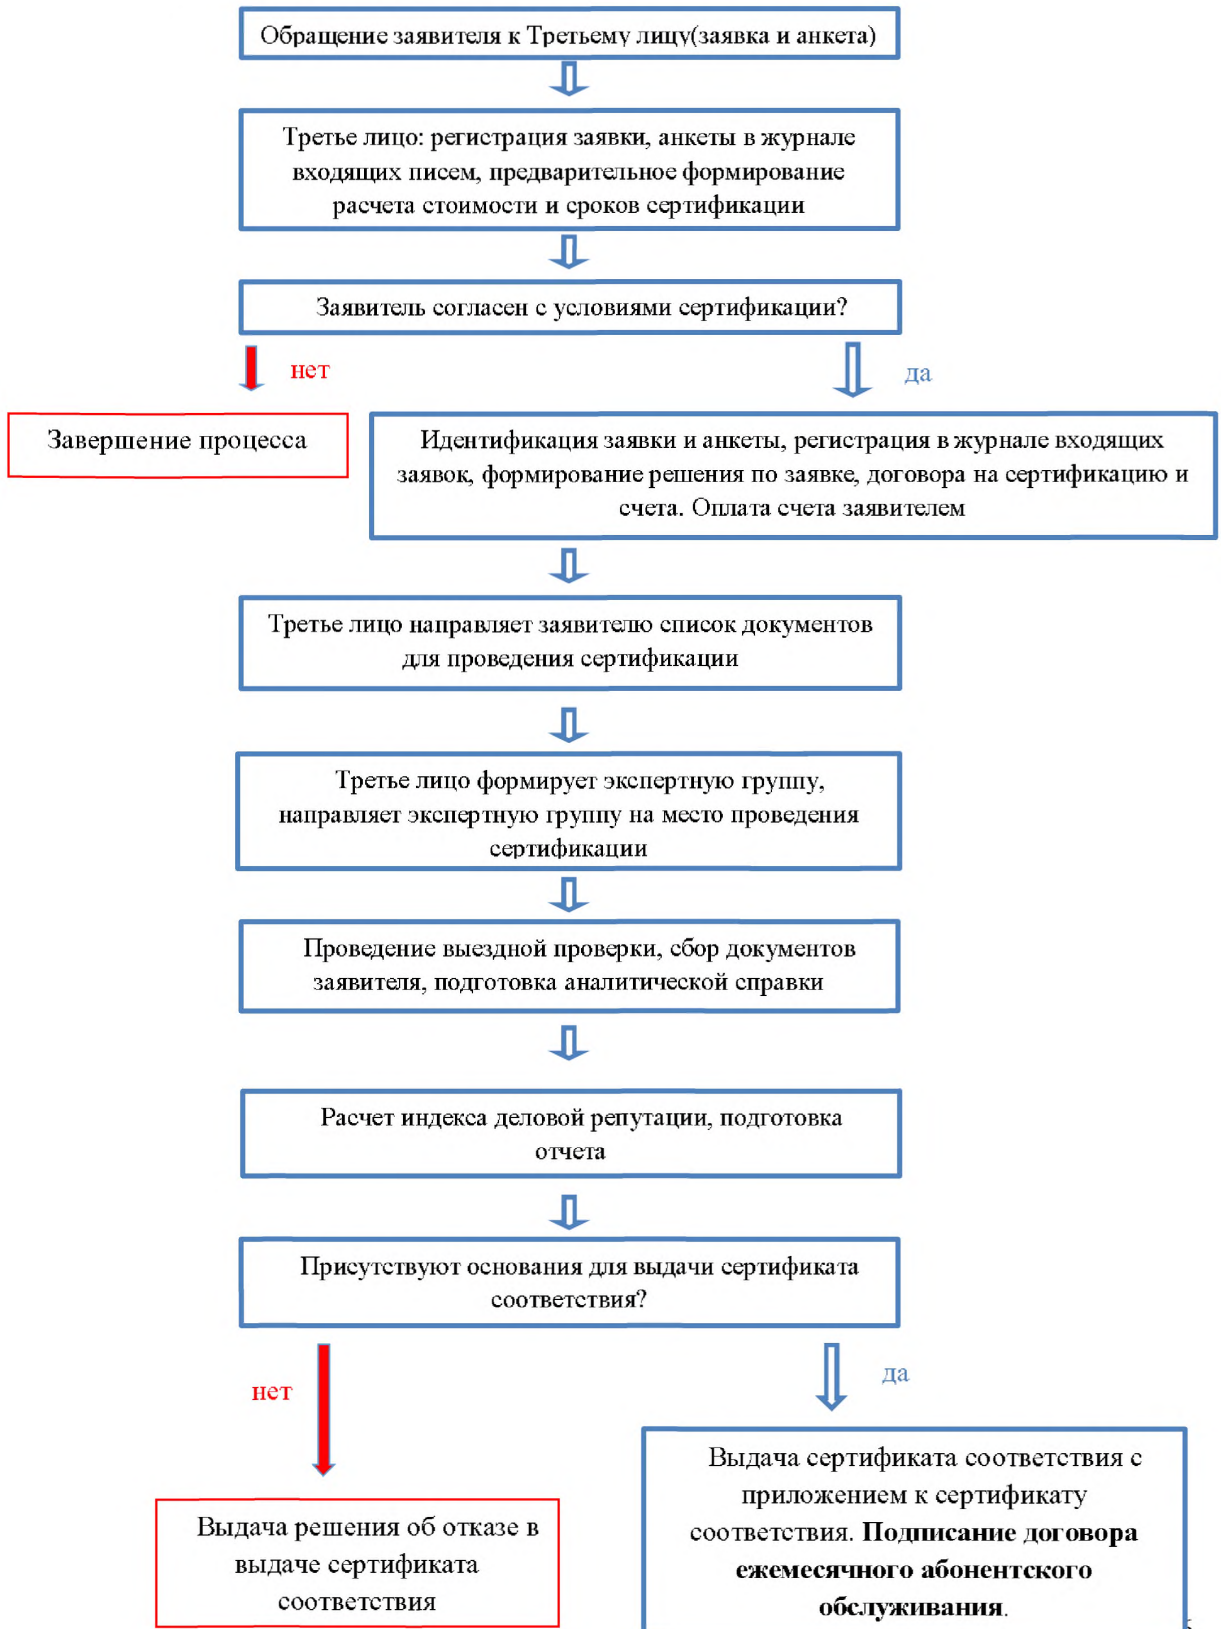 Обращение заявителя к Третьему лицу(заявка и анкета)
Третье лицо: регистрация заявки, анкеты в журнале
входящих писем, предварительное формирование
расчета стоимости и сроков сертификации
Заявитель согласен с условиями сертификации?
нет
да
Завершение процесса
Идентификация заявки и анкеты, регистрация в журнале входящих
заявок, формирование решения по заявке, договора на сертификацию и
счета. Оплата счета заявителем
Третье лицо направляет заявителю список документов
для проведения сертификации
Третье лицо формирует экспертную группу,
направляет экспертную группу на место проведения
сертификации
Проведение выездной проверки, сбор документов
заявителя, подготовка аналитической справки
Расчет индекса деловой репутации, подготовка
отчета
Присутствуют основания для выдачи сертификата
соответствия?
нет
да
Выдача решения об отказе в
выдаче сертификата
соответствия
Выдача сертификата соответствия с
приложением к сертификату
соответствия. Подписание договора
ежемесячного абонентского
обслуживания.